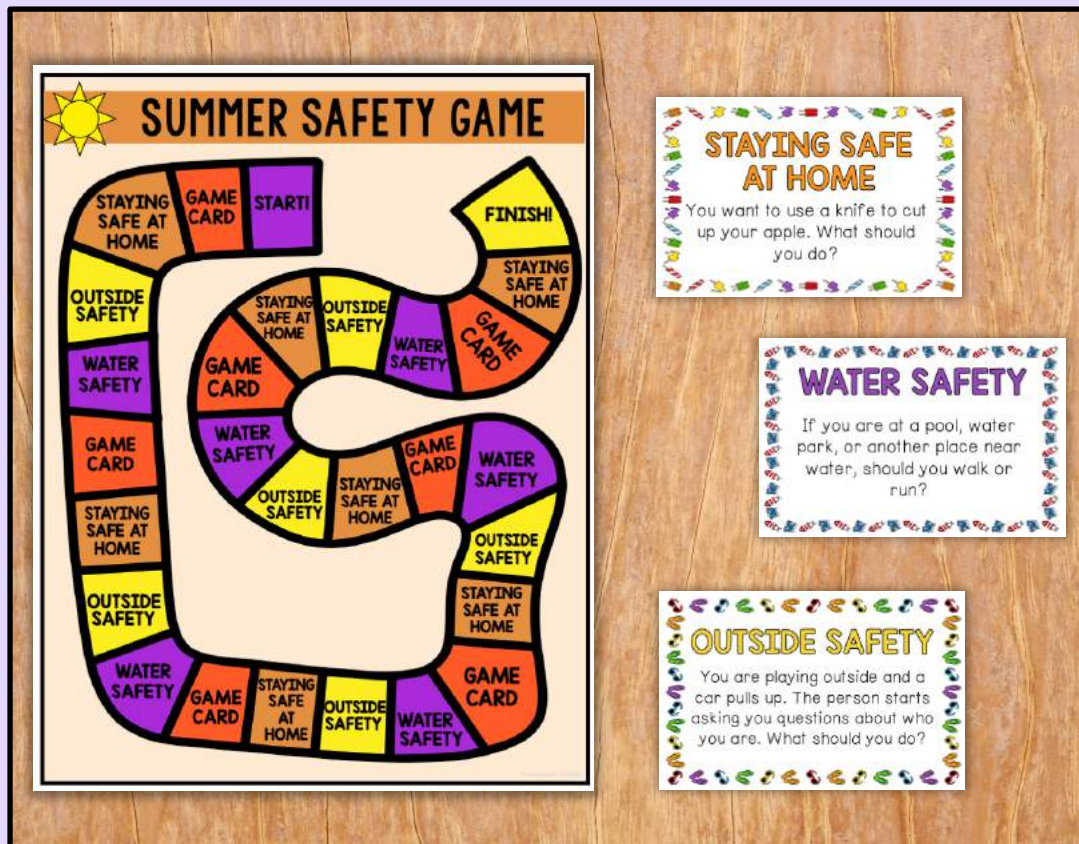 SUMMER SAFETY GAME
START!
GAME
CARD
STAYING
SAFE AT
HOME
OUTSIDE
SAFETY
WATER
SAFETY
GAME
CARD
STAYING
SAFE AT
HOME
OUTSIDE
SAFETY
WATER
SAFETY
GAME
CARD
STAYING
SAFE
AT
HOME
OUTSIDE
SAFETY
WATER
SAFETY
GAME
CARD
STAYING
SAFE AT
HOME
OUTSIDE
SAFETY
WATER
SAFETY
GAME
CARD
STAYING
SAFE AT
HOME
OUTSIDE
SAFETY
WATER
SAFETY
GAME
CARD
STAYING
SAFE AT
HOME
OUTSIDE
SAFETY
WATER
SAFETY
GAME
CARD
STAYING
SAFE AT
HOME
FINISH!
STAYING SAFE
AT HOME
You want to use a knife to cut
up your apple. What should
you do?
WATER SAFETY
If you are at a pool, water
park, or another place near
water, should you walk or
run?
OUTSIDE SAFETY
You are playing outside and a
car pulls up. The person starts
asking you questions about who
you are. What should you do?